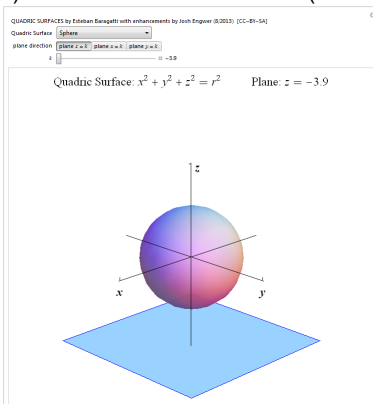 QUADRIC SURFACES by Esteban Baragatti with enhancements by Josh Engwer (8/2013) [CC-BY-SA]
Quadric Surface Sphere
plane direction plane z = k plane x = k plane y = k
k −3.9
Quadric Surface: x² + y² + z² = r² Plane: z = −3.9
z
x y